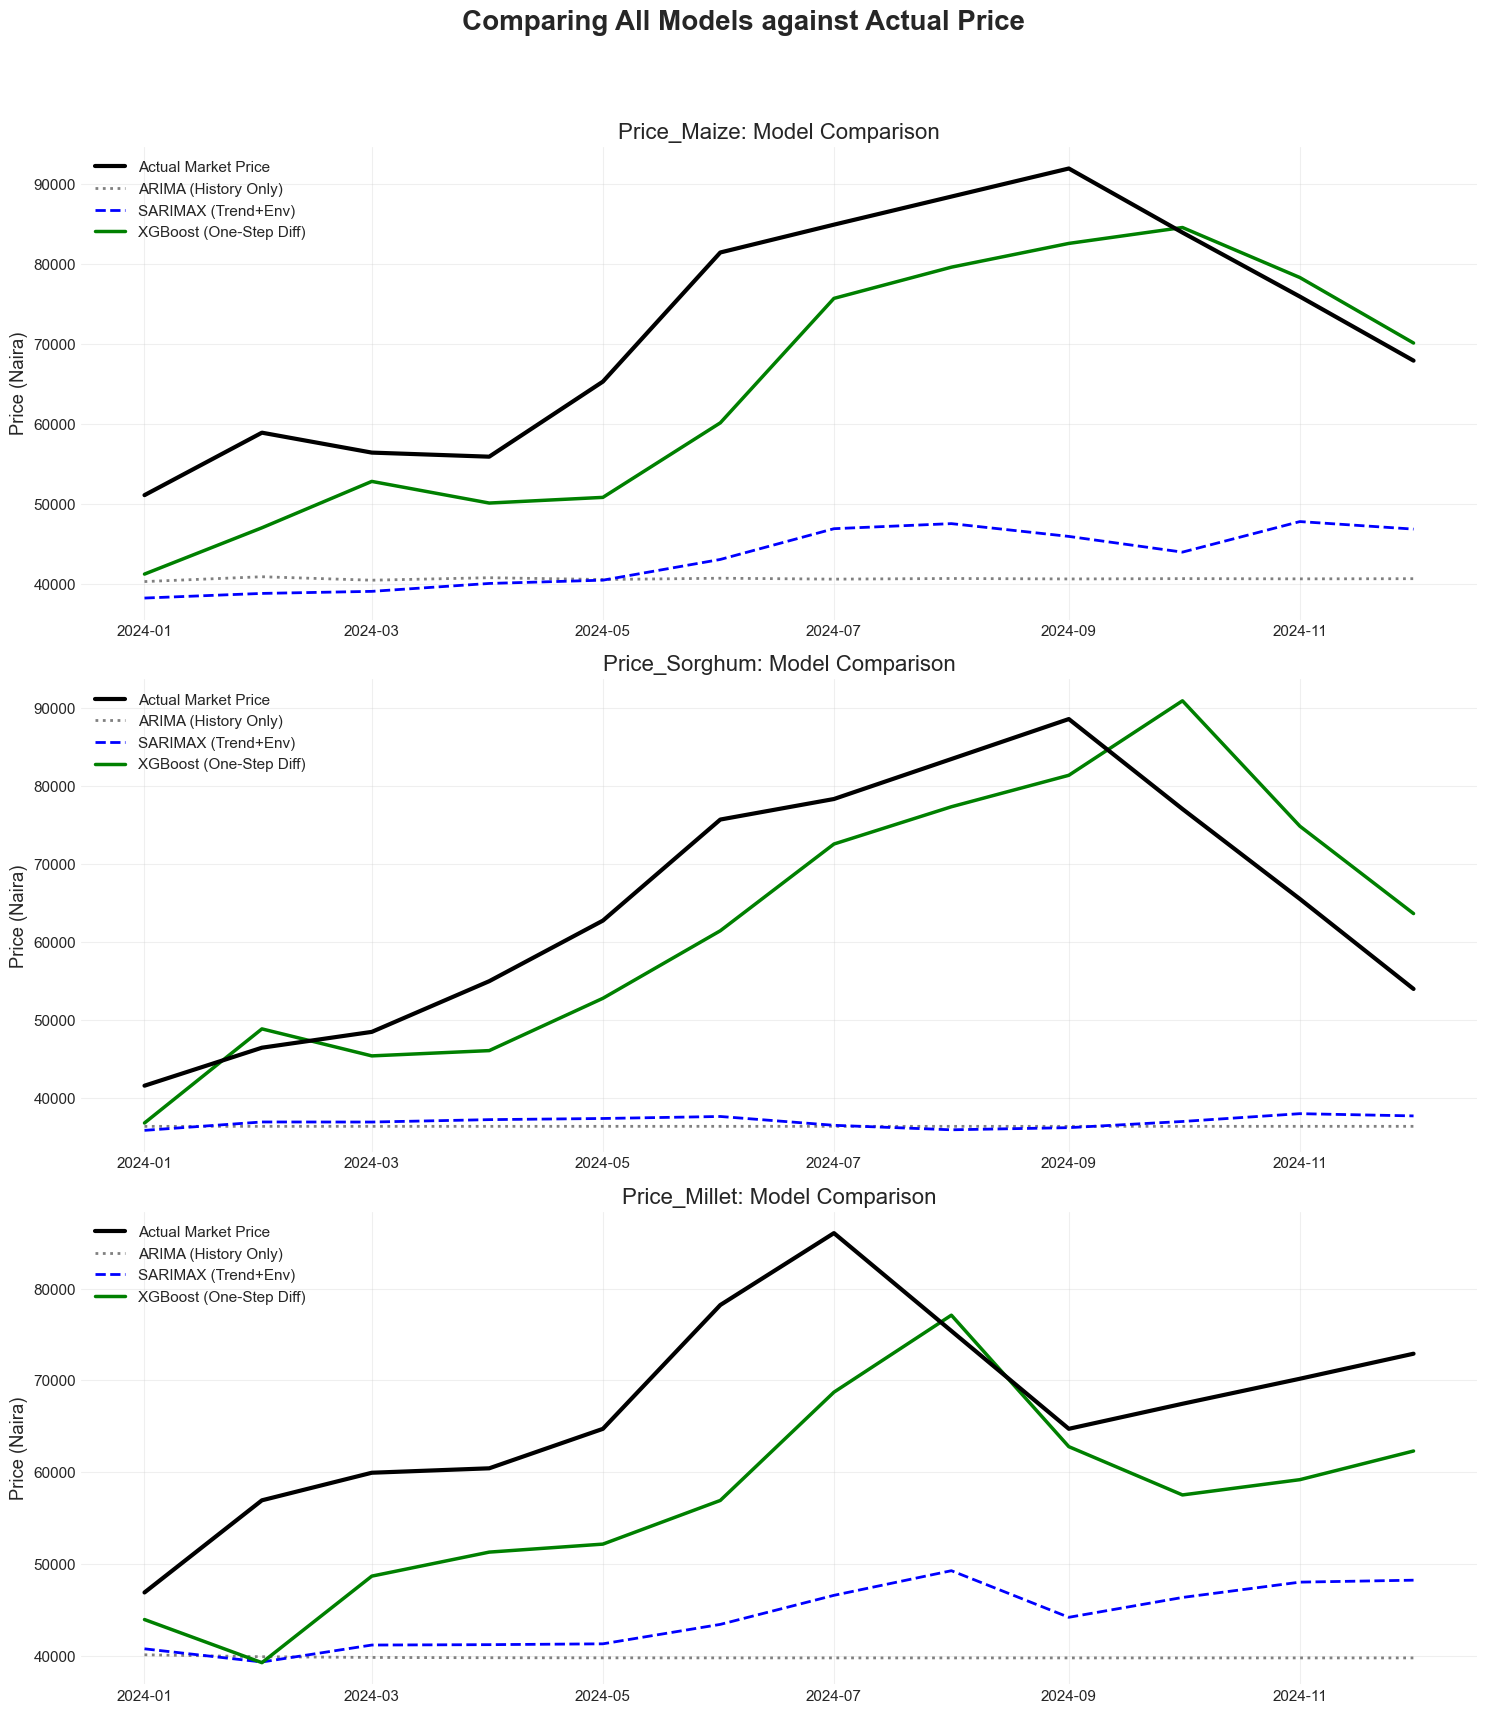 Comparing All Models against Actual Price
Price_Maize: Model Comparison
Actual Market Price
ARIMA (History Only)
SARIMAX (Trend+Env)
XGBoost (One-Step Diff)
Price (Naira)
90000
80000
70000
60000
50000
40000
2024-01 2024-03 2024-05 2024-07 2024-09 2024-11
Price_Sorghum: Model Comparison
Actual Market Price
ARIMA (History Only)
SARIMAX (Trend+Env)
XGBoost (One-Step Diff)
Price (Naira)
90000
80000
70000
60000
50000
40000
2024-01 2024-03 2024-05 2024-07 2024-09 2024-11
Price_Millet: Model Comparison
Actual Market Price
ARIMA (History Only)
SARIMAX (Trend+Env)
XGBoost (One-Step Diff)
Price (Naira)
80000
70000
60000
50000
40000
2024-01 2024-03 2024-05 2024-07 2024-09 2024-11